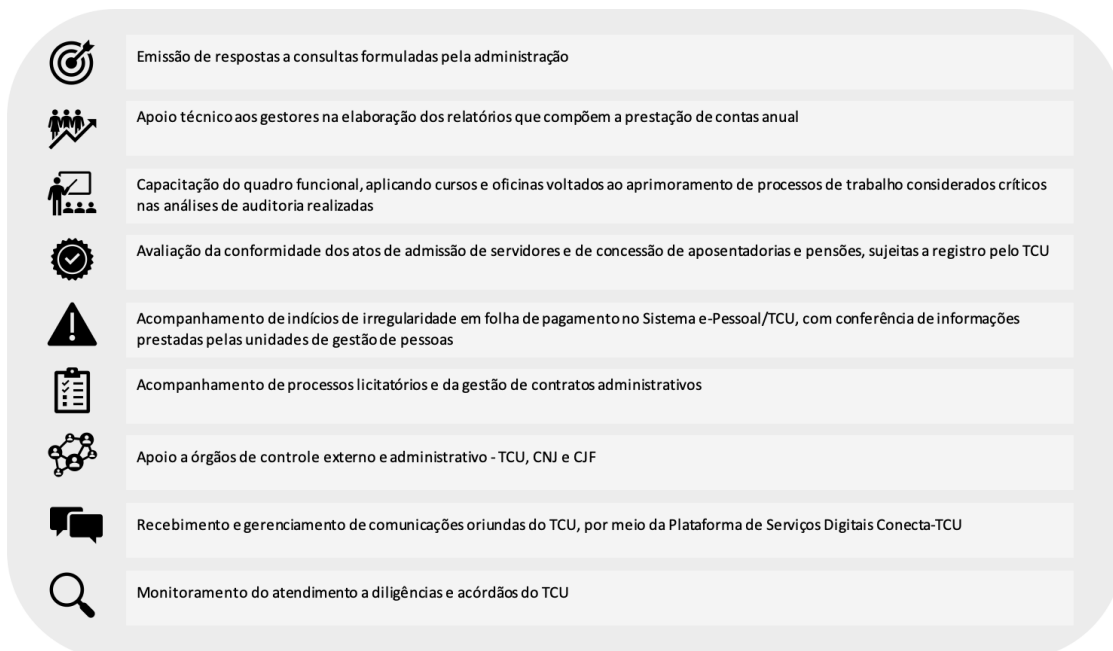 Emissão de respostas a consultas formuladas pela administração
Apoio técnico aos gestores na elaboração dos relatórios que compõem a prestação de contas anual
Capacitação do quadro funcional, aplicando cursos e oficinas voltados ao aprimoramento de processos de trabalho considerados críticos
nas análises de auditoria realizadas
Avaliação da conformidade dos atos de admissão de servidores e de concessão de aposentadorias e pensões, sujeitas a registro pelo TCU
Acompanhamento de indícios de irregularidade em folha de pagamento no Sistema e-Pessoal/TCU, com conferência de informações
prestadas pelas unidades de gestão de pessoas
Acompanhamento de processos licitatórios e da gestão de contratos administrativos
Apoio a órgãos de controle externo e administrativo - TCU, CNJ e CJF
Recebimento e gerenciamento de comunicações oriundas do TCU, por meio da Plataforma de Serviços Digitais Conecta-TCU
Monitoramento do atendimento a diligências e acórdãos do TCU